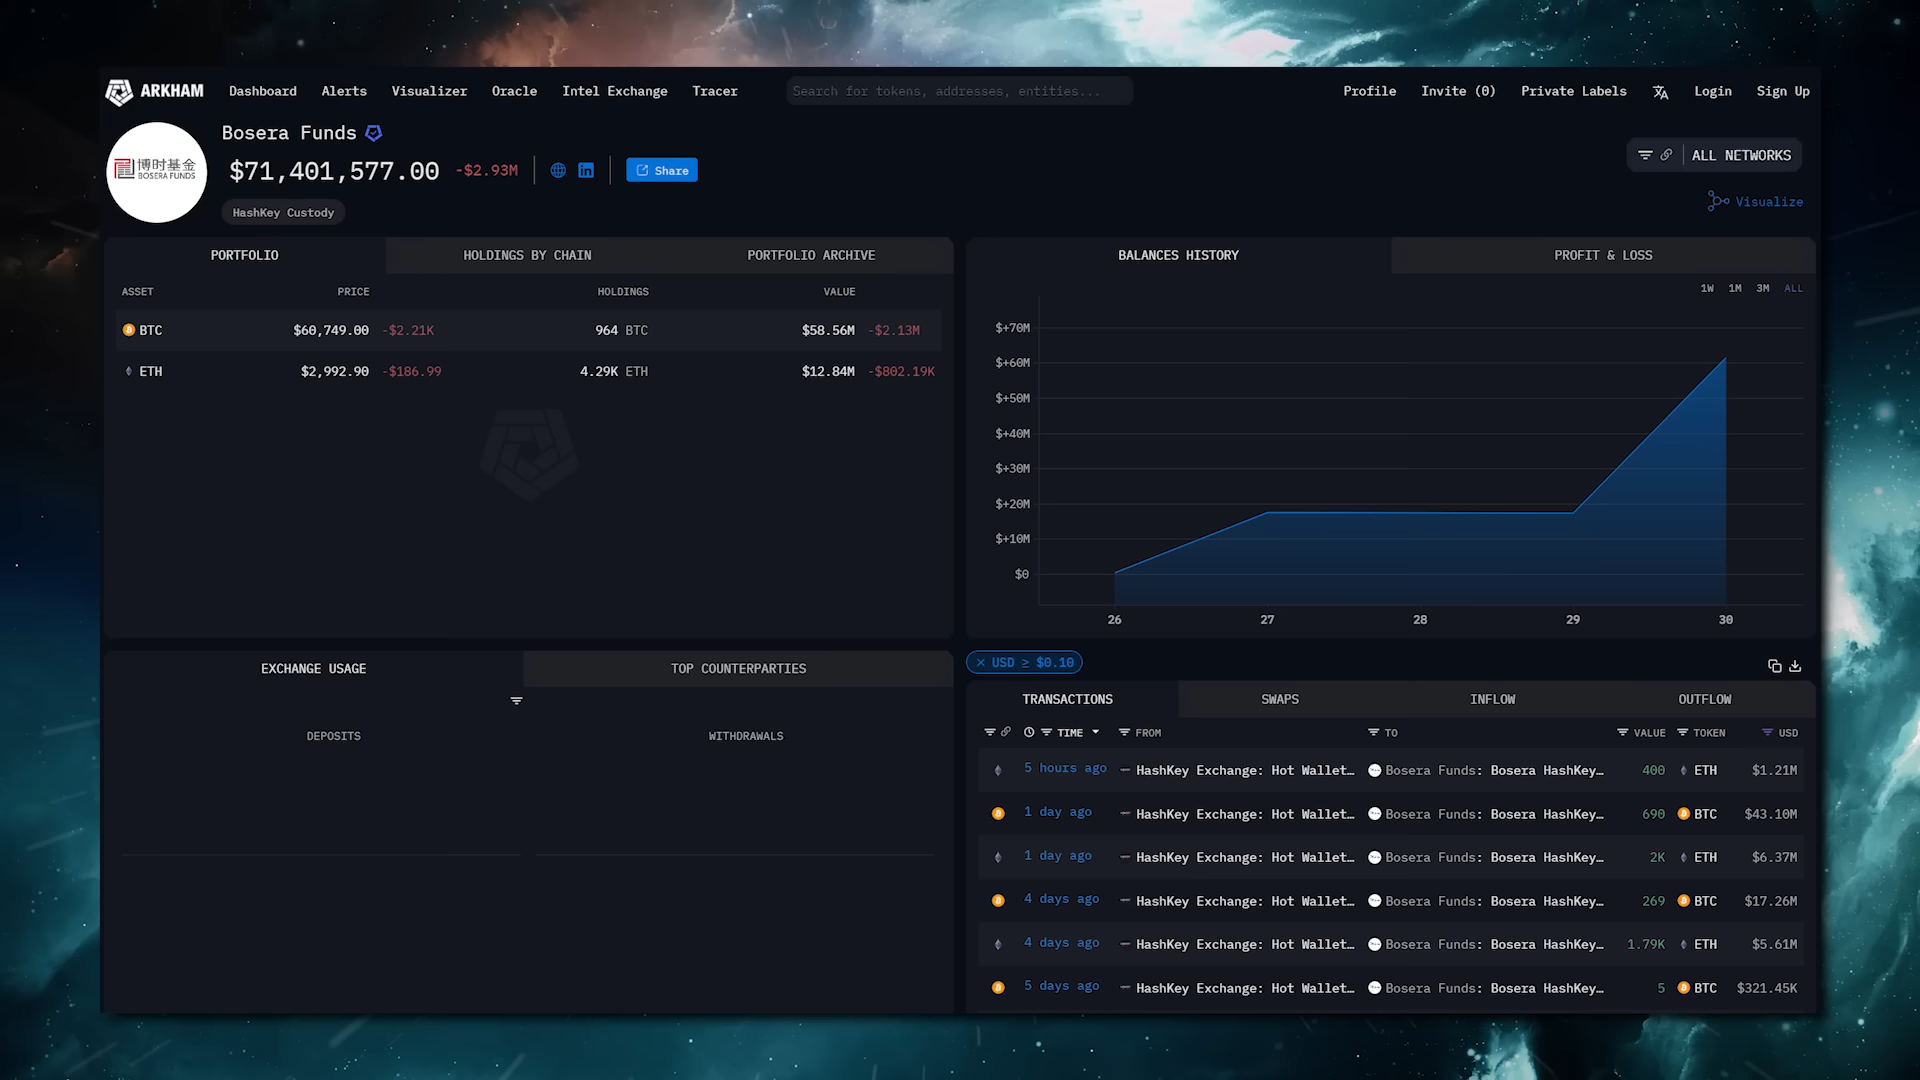 ARKHAM Dashboard Alerts Visualizer Oracle Intel Exchange Tracer Search for tokens, addresses, entities... Profile Invite (0) Private Labels Login Sign Up
博时基金
BOSERA FUNDS
Bosera Funds
$71,401,577.00 -$2.93M Share
HashKey Custody
ALL NETWORKS
Visualize
PORTFOLIO HOLDINGS BY CHAIN PORTFOLIO ARCHIVE
ASSET PRICE HOLDINGS VALUE
BTC $60,749.00 -$2.21K 964 BTC $58.56M -$2.13M
ETH $2,992.90 -$186.99 4.29K ETH $12.84M -$802.19K
BALANCES HISTORY PROFIT & LOSS
1W 1M 3M ALL
$+70M
$+60M
$+50M
$+40M
$+30M
$+20M
$+10M
$0
26 27 28 29 30
EXCHANGE USAGE TOP COUNTERPARTIES
DEPOSITS WITHDRAWALS
× USD ≥ $0.10
TRANSACTIONS SWAPS INFLOW OUTFLOW
TIME FROM TO VALUE TOKEN USD
5 hours ago HashKey Exchange: Hot Wallet… Bosera Funds: Bosera HashKey… 400 ETH $1.21M
1 day ago HashKey Exchange: Hot Wallet… Bosera Funds: Bosera HashKey… 690 BTC $43.10M
1 day ago HashKey Exchange: Hot Wallet… Bosera Funds: Bosera HashKey… 2K ETH $6.37M
4 days ago HashKey Exchange: Hot Wallet… Bosera Funds: Bosera HashKey… 269 BTC $17.26M
4 days ago HashKey Exchange: Hot Wallet… Bosera Funds: Bosera HashKey… 1.79K ETH $5.61M
5 days ago HashKey Exchange: Hot Wallet… Bosera Funds: Bosera HashKey… 5 BTC $321.45K